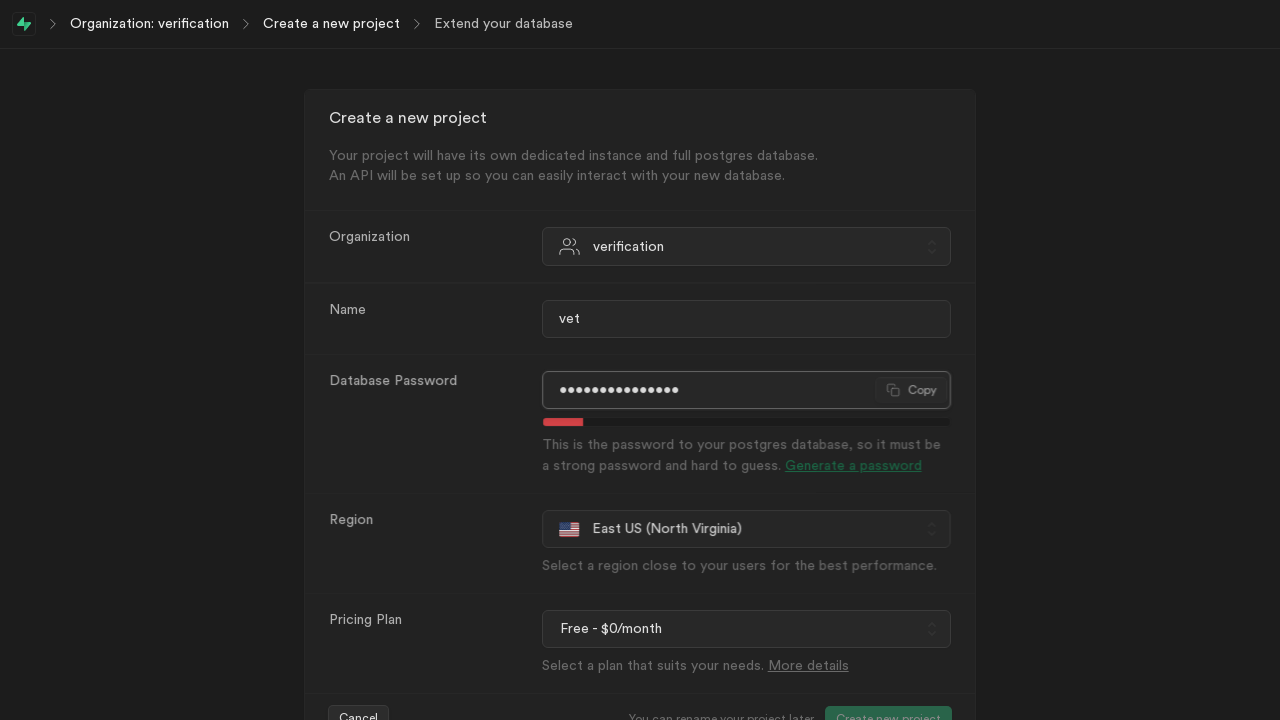 Organization: verification
Create a new project
Extend your database
Create a new project
Your project will have its own dedicated instance and full postgres database.
An API will be set up so you can easily interact with your new database.
Organization
verification
Name
vet
Database Password
•••••••••••••••
Copy
This is the password to your postgres database, so it must be
a strong password and hard to guess. Generate a password
Region
East US (North Virginia)
Select a region close to your users for the best performance.
Pricing Plan
Free - $0/month
Select a plan that suits your needs. More details
Cancel
You can rename your project later
Create new project